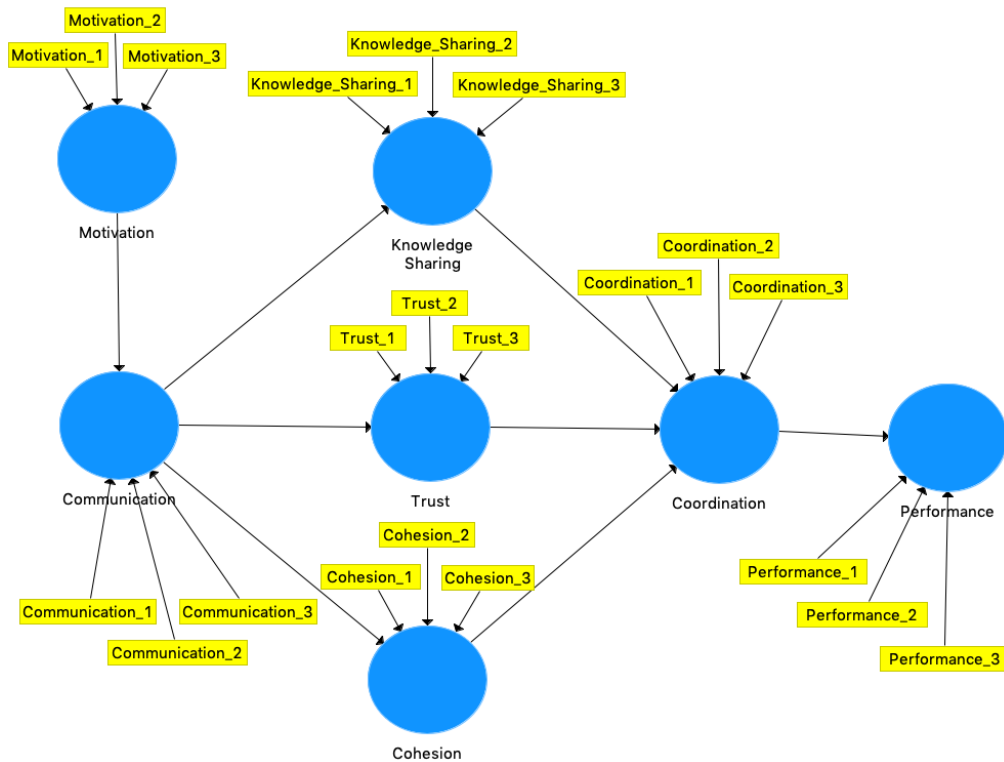 Motivation_2
Motivation_1
Motivation_3
Motivation
Knowledge_Sharing_2
Knowledge_Sharing_1
Knowledge_Sharing_3
Knowledge
Sharing
Coordination_2
Coordination_1
Coordination_3
Coordination
Trust_2
Trust_1
Trust_3
Trust
Communication
Communication_1
Communication_3
Communication_2
Cohesion_2
Cohesion_1
Cohesion_3
Cohesion
Performance
Performance_1
Performance_2
Performance_3